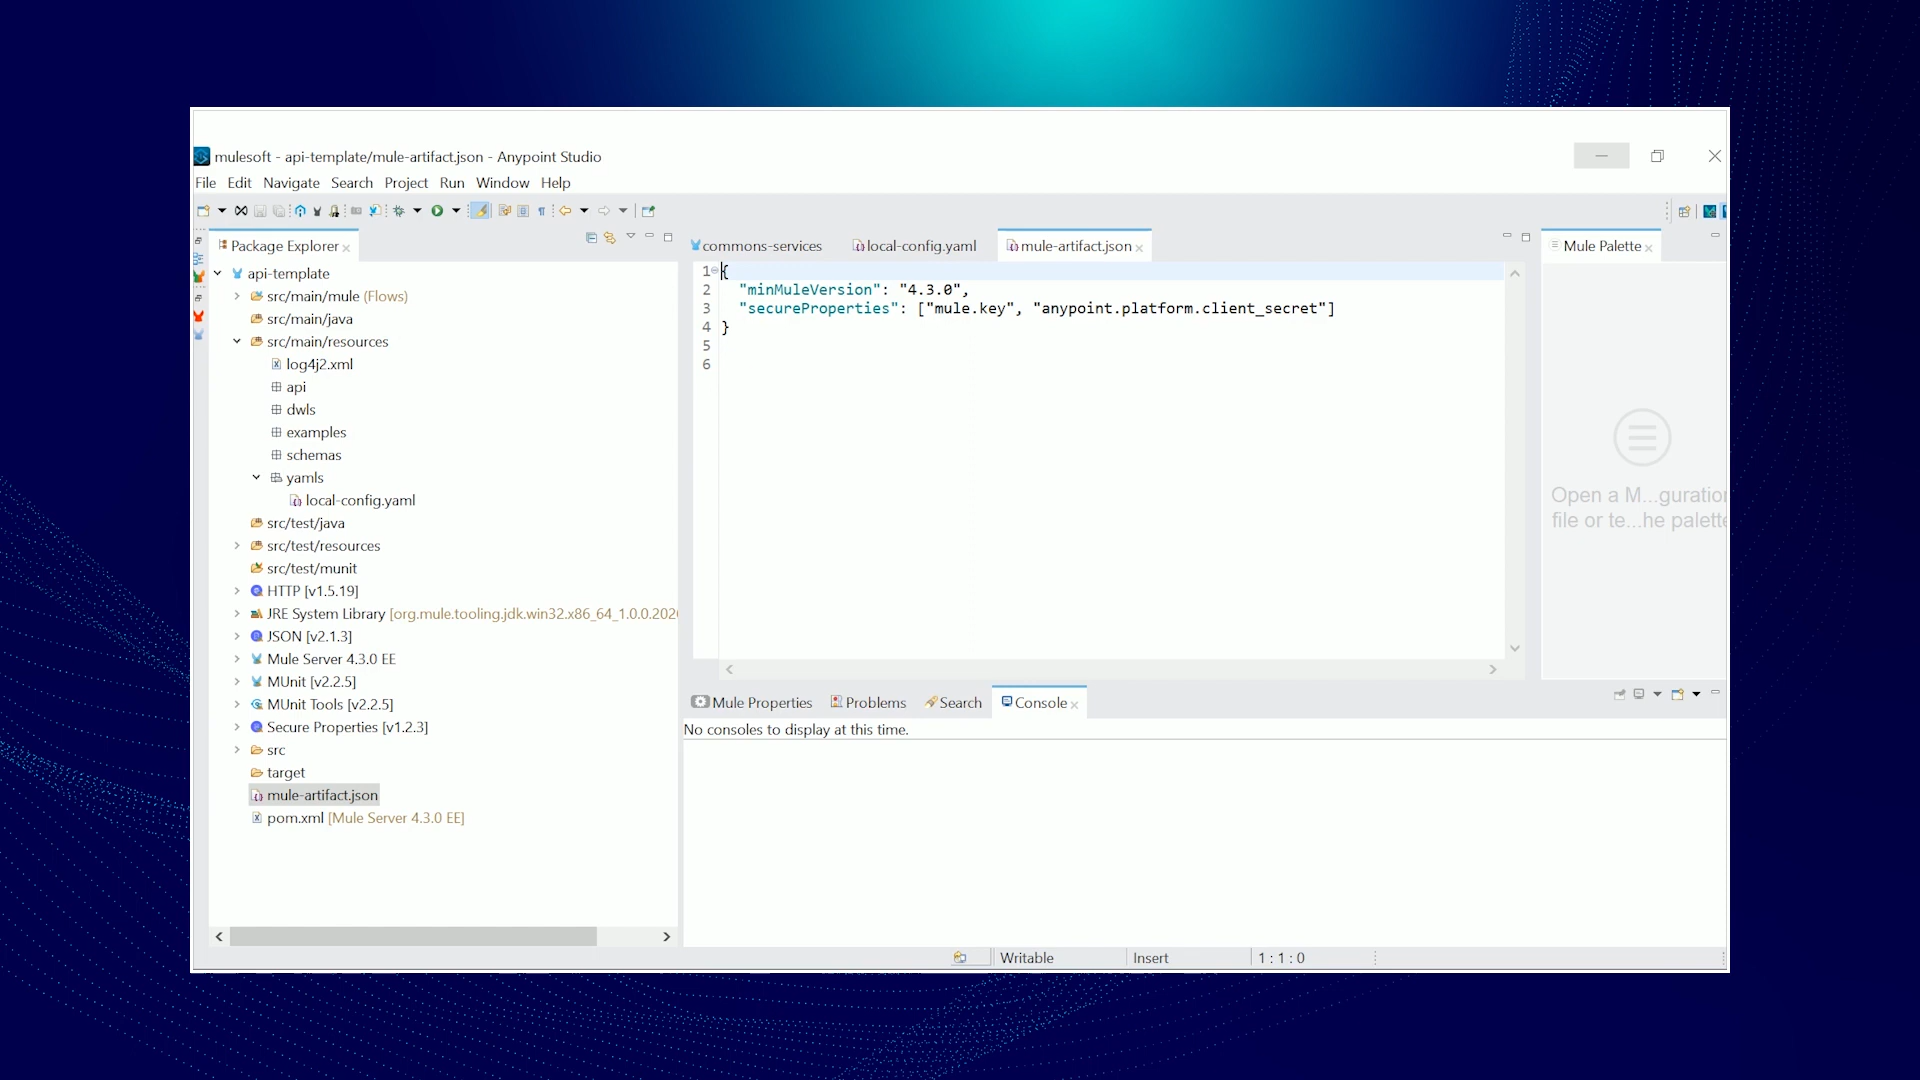 mulesoft - api-template/mule-artifact.json - Anypoint Studio
File Edit Navigate Search Project Run Window Help
Package Explorer
api-template
src/main/mule (Flows)
src/main/java
src/main/resources
log4j2.xml
api
dwls
examples
schemas
yamls
local-config.yaml
src/test/java
src/test/resources
src/test/munit
HTTP [v1.5.19]
JRE System Library [org.mule.tooling.jdk.win32.x86_64_1.0.0.202
JSON [v2.1.3]
Mule Server 4.3.0 EE
MUnit [v2.2.5]
MUnit Tools [v2.2.5]
Secure Properties [v1.2.3]
src
target
mule-artifact.json
pom.xml [Mule Server 4.3.0 EE]
commons-services local-config.yaml mule-artifact.json
1 {
2 "minMuleVersion": "4.3.0",
3 "secureProperties": ["mule.key", "anypoint.platform.client_secret"]
4 }
5
6
Mule Palette
Open a M...guration
file or te...he palette
Mule Properties Problems Search Console
No consoles to display at this time.
Writable Insert 1 : 1 : 0